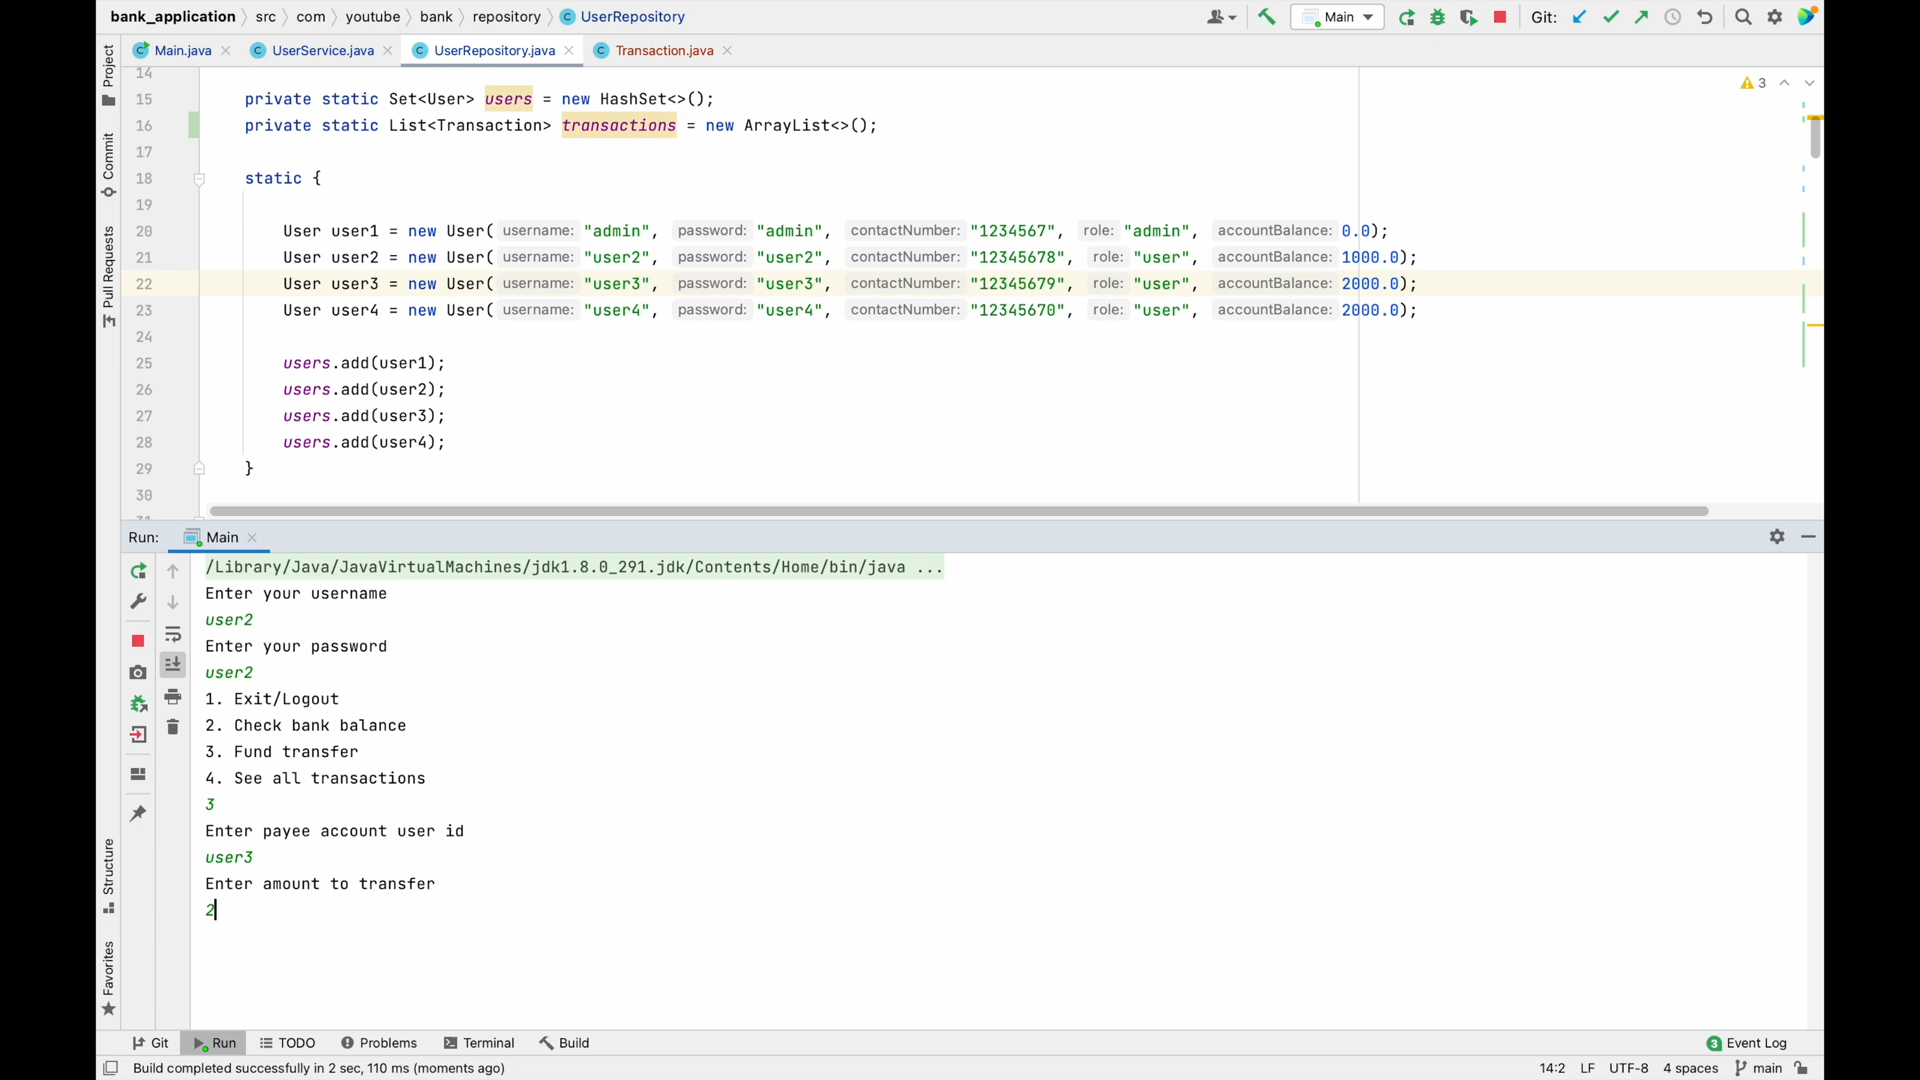 bank_application src com youtube bank repository UserRepository Main Git:
Main.java UserService.java UserRepository.java Transaction.java
Project
Commit
Pull Requests
Structure
Favorites
3
14
15 private static Set<User> users = new HashSet<>();
16 private static List<Transaction> transactions = new ArrayList<>();
17
18 static {
19
20 User user1 = new User( username: "admin", password: "admin", contactNumber: "1234567", role: "admin", accountBalance: 0.0);
21 User user2 = new User( username: "user2", password: "user2", contactNumber: "12345678", role: "user", accountBalance: 1000.0);
22 User user3 = new User( username: "user3", password: "user3", contactNumber: "12345679", role: "user", accountBalance: 2000.0);
23 User user4 = new User( username: "user4", password: "user4", contactNumber: "12345670", role: "user", accountBalance: 2000.0);
24
25 users.add(user1);
26 users.add(user2);
27 users.add(user3);
28 users.add(user4);
29 }
30
Run: Main
/Library/Java/JavaVirtualMachines/jdk1.8.0_291.jdk/Contents/Home/bin/java ...
Enter your username
user2
Enter your password
user2
1. Exit/Logout
2. Check bank balance
3. Fund transfer
4. See all transactions
3
Enter payee account user id
user3
Enter amount to transfer
2
Git Run TODO Problems Terminal Build 3 Event Log
Build completed successfully in 2 sec, 110 ms (moments ago) 14:2 LF UTF-8 4 spaces main